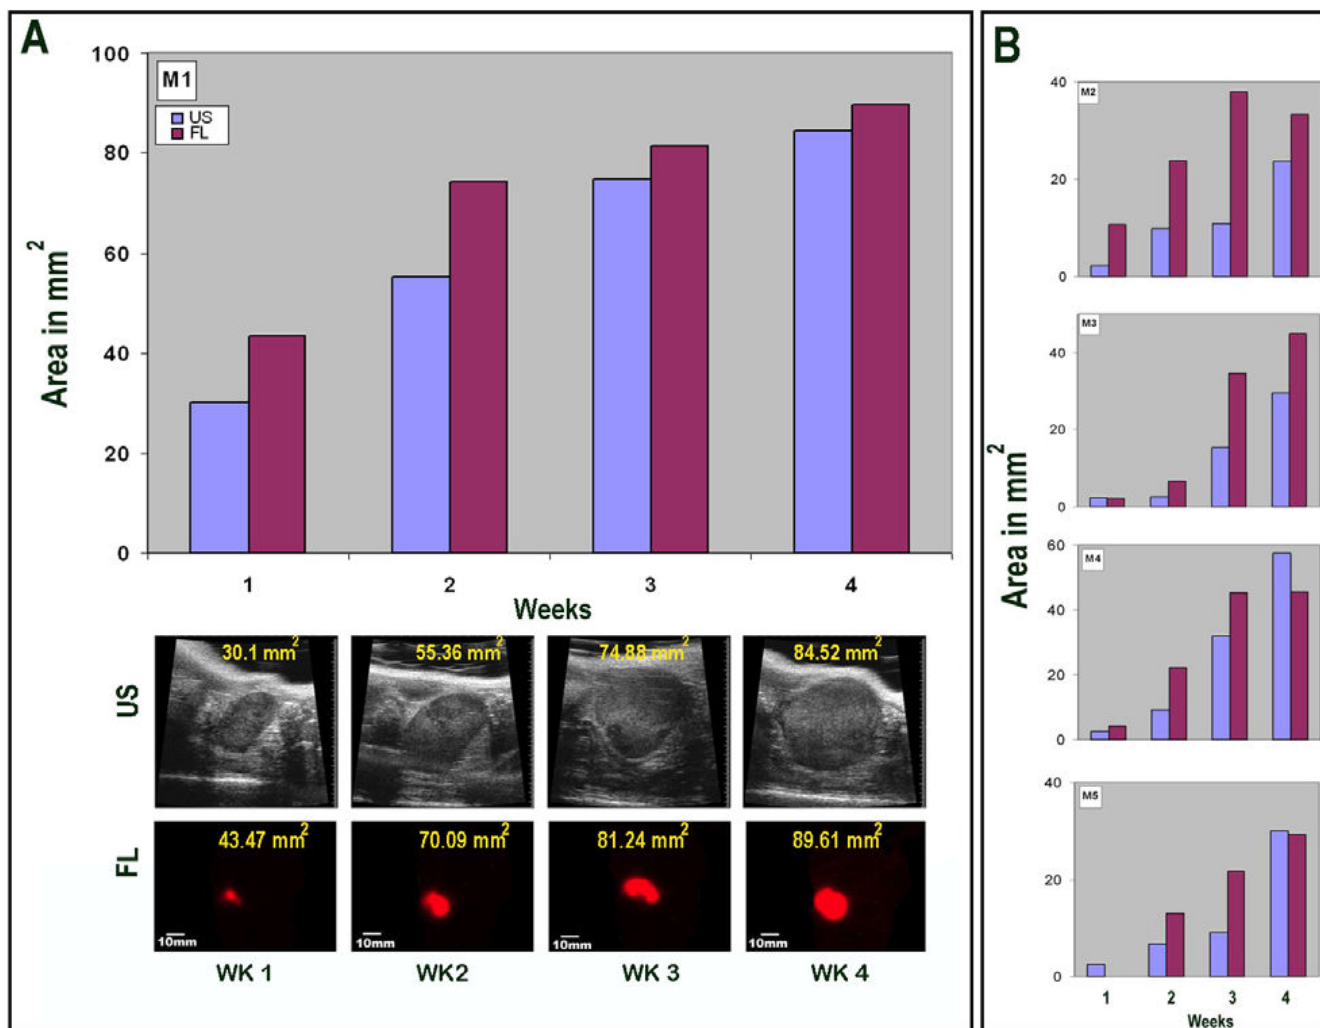 A
M1
US
FL
100
80
60
40
20
0
Area in mm2
1 2 3 4
Weeks
US
30.1 mm2 55.36 mm2 74.88 mm2 84.52 mm2
FL
43.47 mm2 70.09 mm2 81.24 mm2 89.61 mm2
10mm 10mm 10mm 10mm
WK 1 WK2 WK 3 WK 4
B
Area in mm2
M2
40
20
0
M3
40
20
0
M4
60
40
20
0
M5
40
20
0
1 2 3 4
Weeks